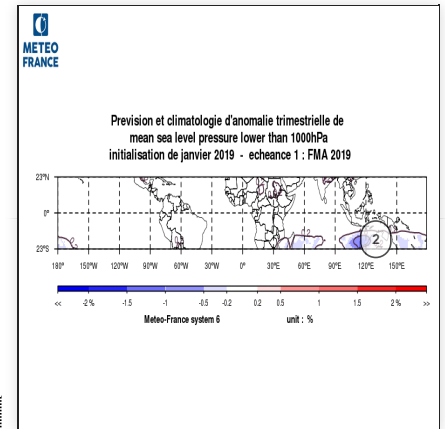 METEO
FRANCE
Prevision et climatologie d'anomalie trimestrielle de
mean sea level pressure lower than 1000hPa
initialisation de janvier 2019 - echeance 1 : FMA 2019
23°N
0°
23°S
2
180° 150°W 120°W 90°W 60°W 30°W 0° 30°E 60°E 90°E 120°E 150°E
<< -2 % -1.5 -1 -0.5 -0.2 0.2 0.5 1 1.5 2 % >>
Meteo-France system 6 unit : %